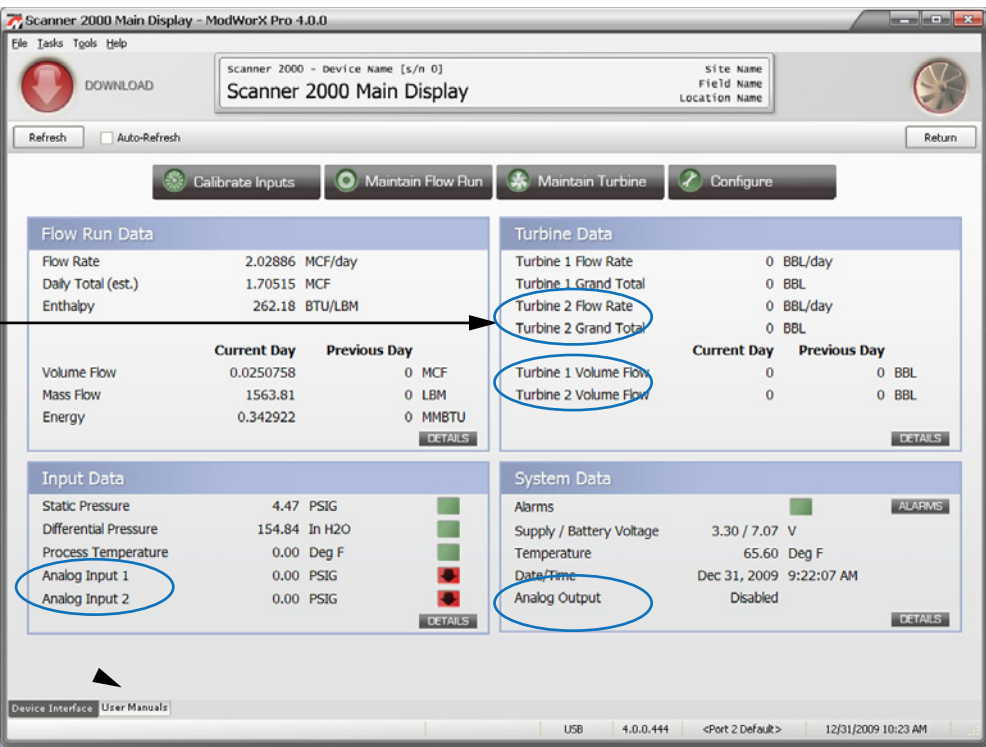 Scanner 2000 Main Display - ModWorX Pro 4.0.0
File Tasks Tools Help
DOWNLOAD
Scanner 2000 - Device Name [s/n 0]
Scanner 2000 Main Display
Site Name
Field Name
Location Name
Refresh Auto-Refresh Return
Calibrate Inputs Maintain Flow Run Maintain Turbine Configure
Flow Run Data
Flow Rate 2.02886 MCF/day
Daily Total (est.) 1.70515 MCF
Enthalpy 262.18 BTU/LBM
Current Day Previous Day
Volume Flow 0.0250758 0 MCF
Mass Flow 1563.81 0 LBM
Energy 0.342922 0 MMBTU
DETAILS
Turbine Data
Turbine 1 Flow Rate 0 BBL/day
Turbine 1 Grand Total 0 BBL
Turbine 2 Flow Rate 0 BBL/day
Turbine 2 Grand Total 0 BBL
Current Day Previous Day
Turbine 1 Volume Flow 0 0 BBL
Turbine 2 Volume Flow 0 0 BBL
DETAILS
Input Data
Static Pressure 4.47 PSIG
Differential Pressure 154.84 In H2O
Process Temperature 0.00 Deg F
Analog Input 1 0.00 PSIG
Analog Input 2 0.00 PSIG
DETAILS
System Data
Alarms ALARMS
Supply / Battery Voltage 3.30 / 7.07 V
Temperature 65.60 Deg F
Date/Time Dec 31, 2009 9:22:07 AM
Analog Output Disabled
DETAILS
Device Interface User Manuals
USB 4.0.0.444 <Port 2 Default> 12/31/2009 10:23 AM